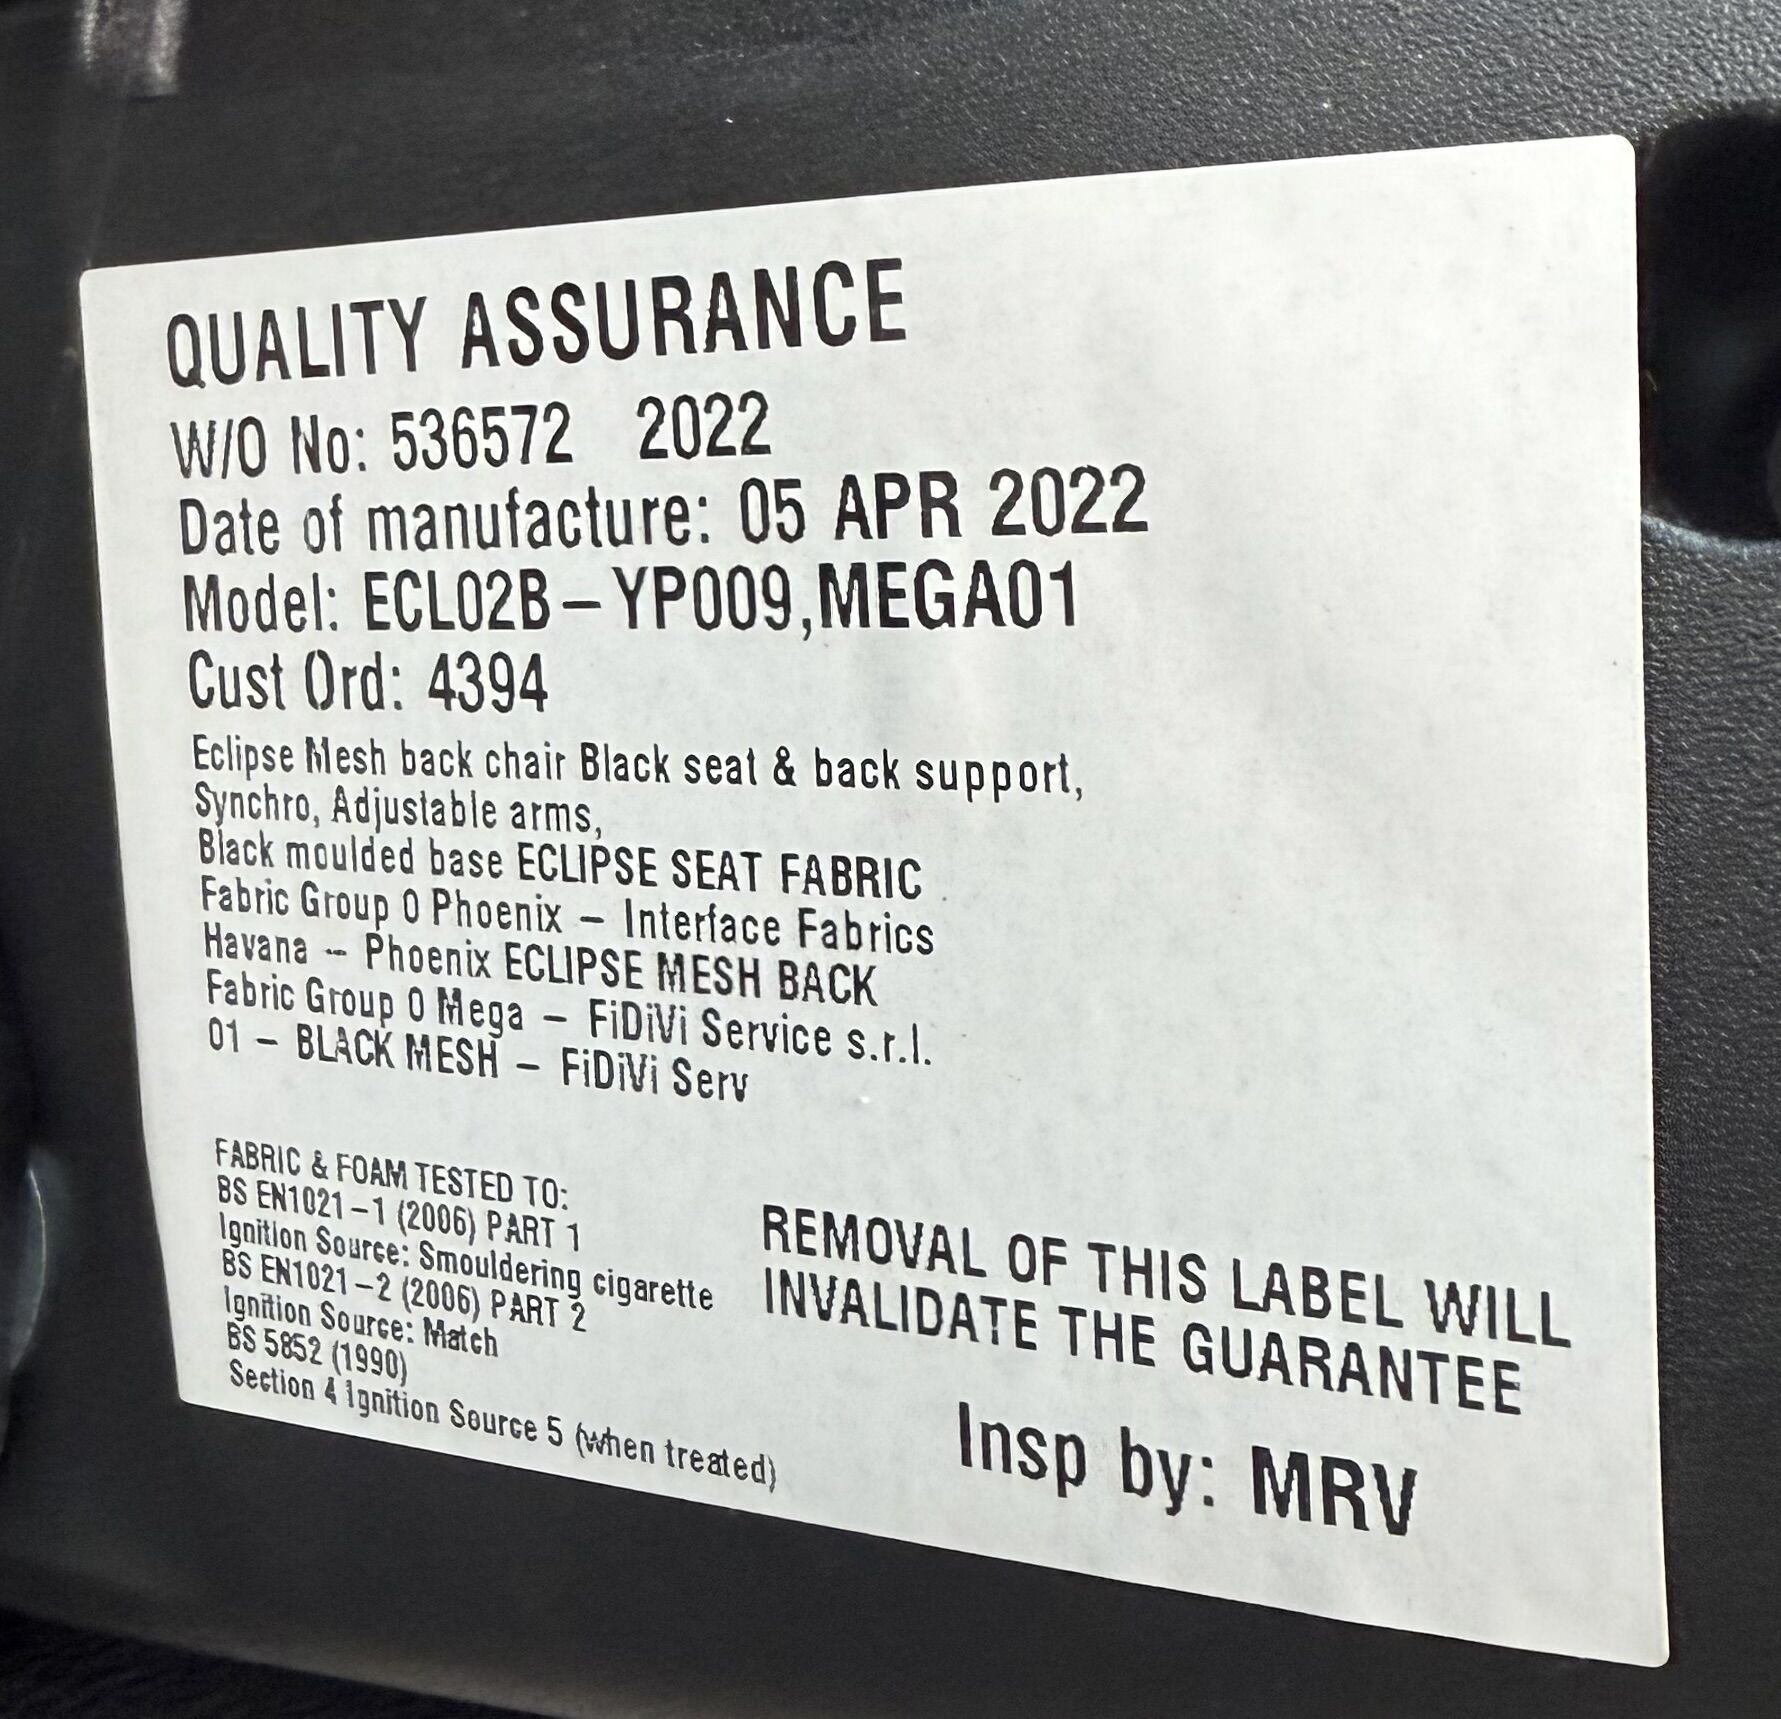 QUALITY ASSURANCE
W/O No: 536572 2022
Date of manufacture: 05 APR 2022
Model: ECL02B – YP009,MEGA01
Cust Ord: 4394
Eclipse Mesh back chair Black seat & back support,
Synchro, Adjustable arms,
Black moulded base ECLIPSE SEAT FABRIC
Fabric Group 0 Phoenix – Interface Fabrics
Havana – Phoenix ECLIPSE MESH BACK
Fabric Group 0 Mega – FiDiVi Service s.r.l.
01 – BLACK MESH – FiDiVi Serv
FABRIC & FOAM TESTED TO:
BS EN1021–1 (2006) PART 1
Ignition Source: Smouldering cigarette
BS EN1021–2 (2006) PART 2
Ignition Source: Match
BS 5852 (1990)
Section 4 Ignition Source 5 (when treated)
REMOVAL OF THIS LABEL WILL
INVALIDATE THE GUARANTEE
Insp by: MRV